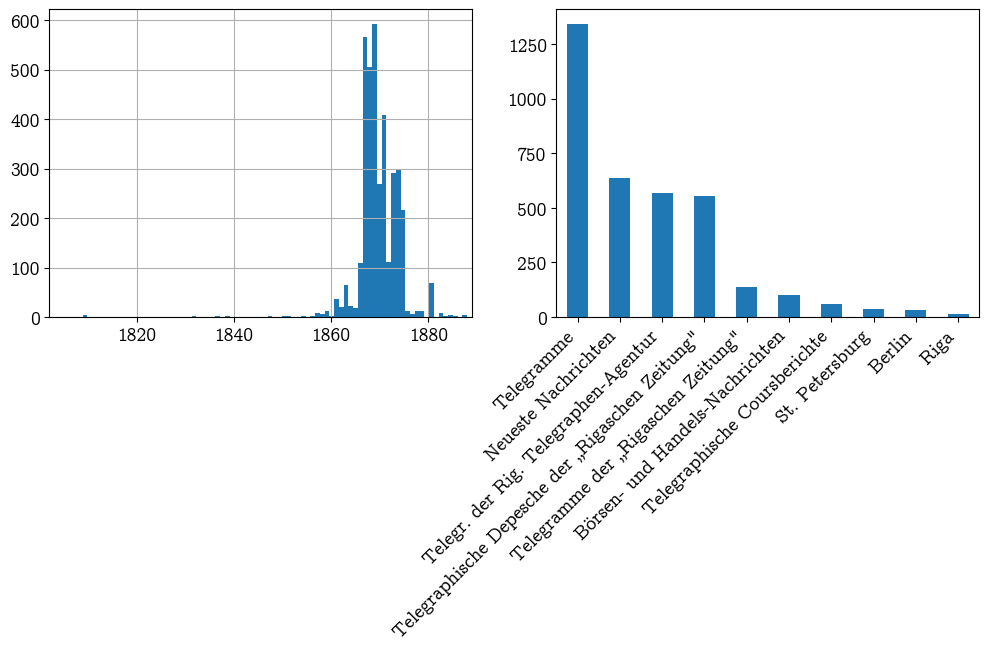 600
500
400
300
200
100
0
1820 1840 1860 1880
1250
1000
750
500
250
0
Telegramme
Neueste Nachrichten
Telegr. der Rig. Telegraphen-Agentur
Telegraphische Depesche der „Rigaschen Zeitung"
Telegramme der „Rigaschen Zeitung"
Börsen- und Handels-Nachrichten
Telegraphische Coursberichte
St. Petersburg
Berlin
Riga